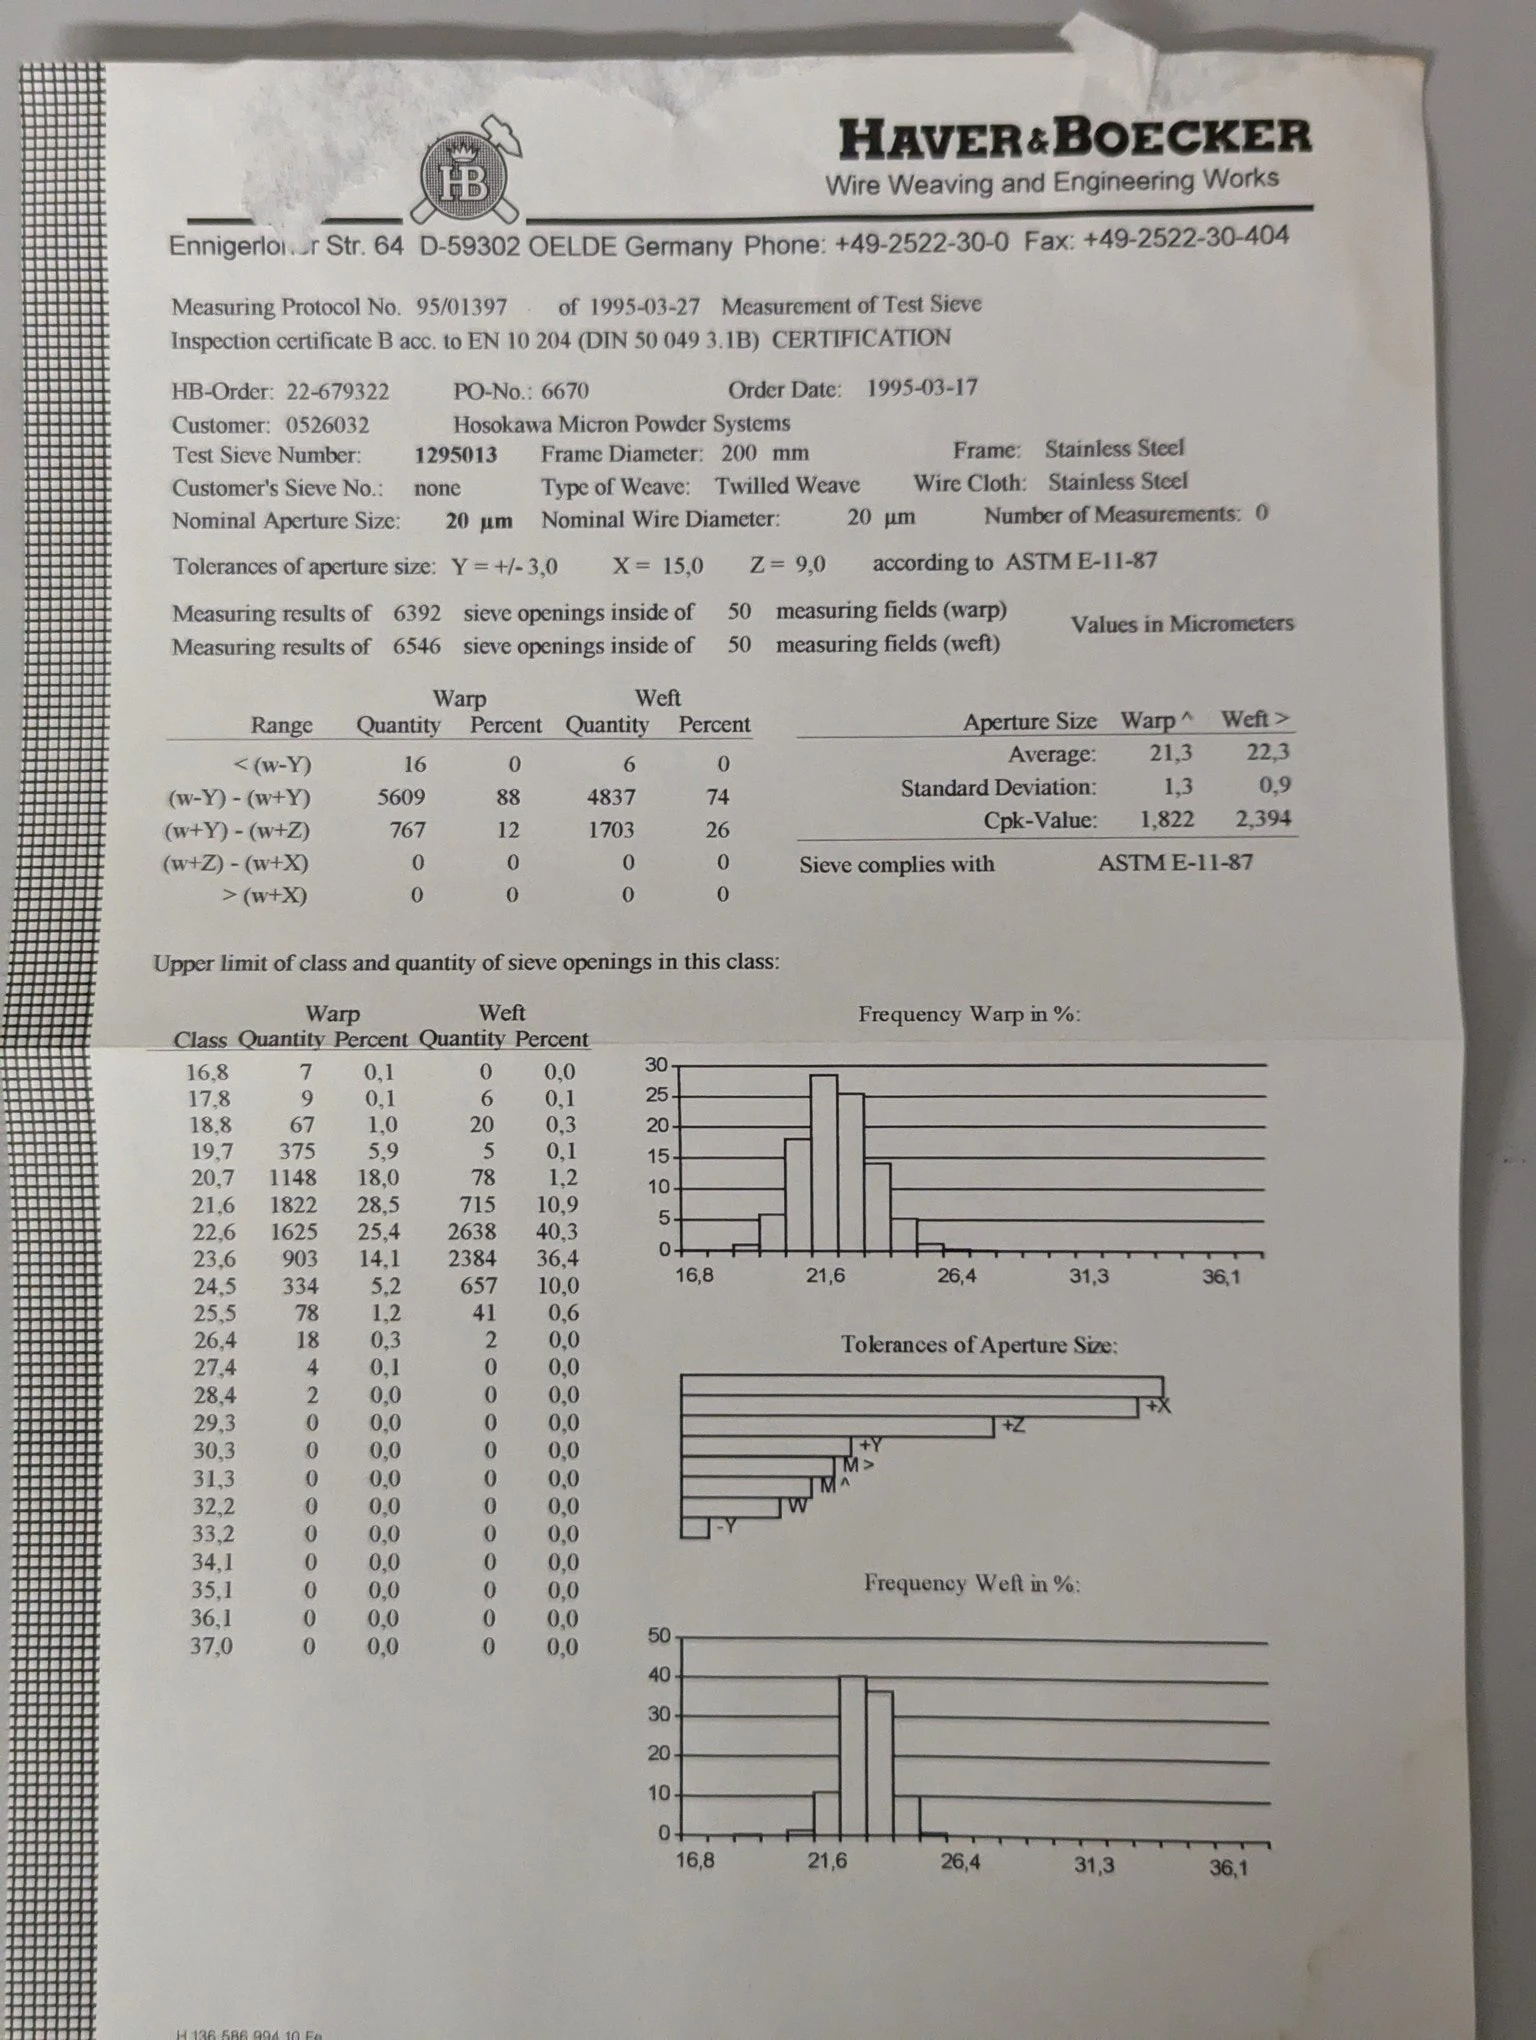 HB
HAVER&BOECKER
Wire Weaving and Engineering Works
Str. 64 D-59302 OELDE Germany Phone: +49-2522-30-0 Fax: +49-2522-30-404
Measuring Protocol No. 95/01397 of 1995-03-27 Measurement of Test Sieve
Inspection certificate B acc. to EN 10 204 (DIN 50 049 3.1B) CERTIFICATION
HB-Order: 22-679322 PO-No.: 6670 Order Date: 1995-03-17
Customer: 0526032 Hosokawa Micron Powder Systems
Test Sieve Number: 1295013 Frame Diameter: 200 mm Frame: Stainless Steel
Customer's Sieve No.: none Type of Weave: Twilled Weave Wire Cloth: Stainless Steel
Nominal Aperture Size: 20 µm Nominal Wire Diameter: 20 µm Number of Measurements: 0
Tolerances of aperture size: Y = +/- 3,0 X = 15,0 Z = 9,0 according to ASTM E-11-87
Measuring results of 6392 sieve openings inside of 50 measuring fields (warp)
Measuring results of 6546 sieve openings inside of 50 measuring fields (weft)
Values in Micrometers
Warp Weft
Range Quantity Percent Quantity Percent
< (w-Y) 16 0 6 0
(w-Y) - (w+Y) 5609 88 4837 74
(w+Y) - (w+Z) 767 12 1703 26
(w+Z) - (w+X) 0 0 0 0
> (w+X) 0 0 0 0
Aperture Size Warp ^ Weft >
Average: 21,3 22,3
Standard Deviation: 1,3 0,9
Cpk-Value: 1,822 2,394
Sieve complies with ASTM E-11-87
Upper limit of class and quantity of sieve openings in this class:
Warp Weft
Class Quantity Percent Quantity Percent
16,8 7 0,1 0 0,0
17,8 9 0,1 6 0,1
18,8 67 1,0 20 0,3
19,7 375 5,9 5 0,1
20,7 1148 18,0 78 1,2
21,6 1822 28,5 715 10,9
22,6 1625 25,4 2638 40,3
23,6 903 14,1 2384 36,4
24,5 334 5,2 657 10,0
25,5 78 1,2 41 0,6
26,4 18 0,3 2 0,0
27,4 4 0,1 0 0,0
28,4 2 0,0 0 0,0
29,3 0 0,0 0 0,0
30,3 0 0,0 0 0,0
31,3 0 0,0 0 0,0
32,2 0 0,0 0 0,0
33,2 0 0,0 0 0,0
34,1 0 0,0 0 0,0
35,1 0 0,0 0 0,0
36,1 0 0,0 0 0,0
37,0 0 0,0 0 0,0
Frequency Warp in %:
30
25
20
15
10
5
0
16,8 21,6 26,4 31,3 36,1
Tolerances of Aperture Size:
+X
+Z
+Y
M >
M ^
W
-Y
Frequency Weft in %:
50
40
30
20
10
0
16,8 21,6 26,4 31,3 36,1
H 136 586 994 10